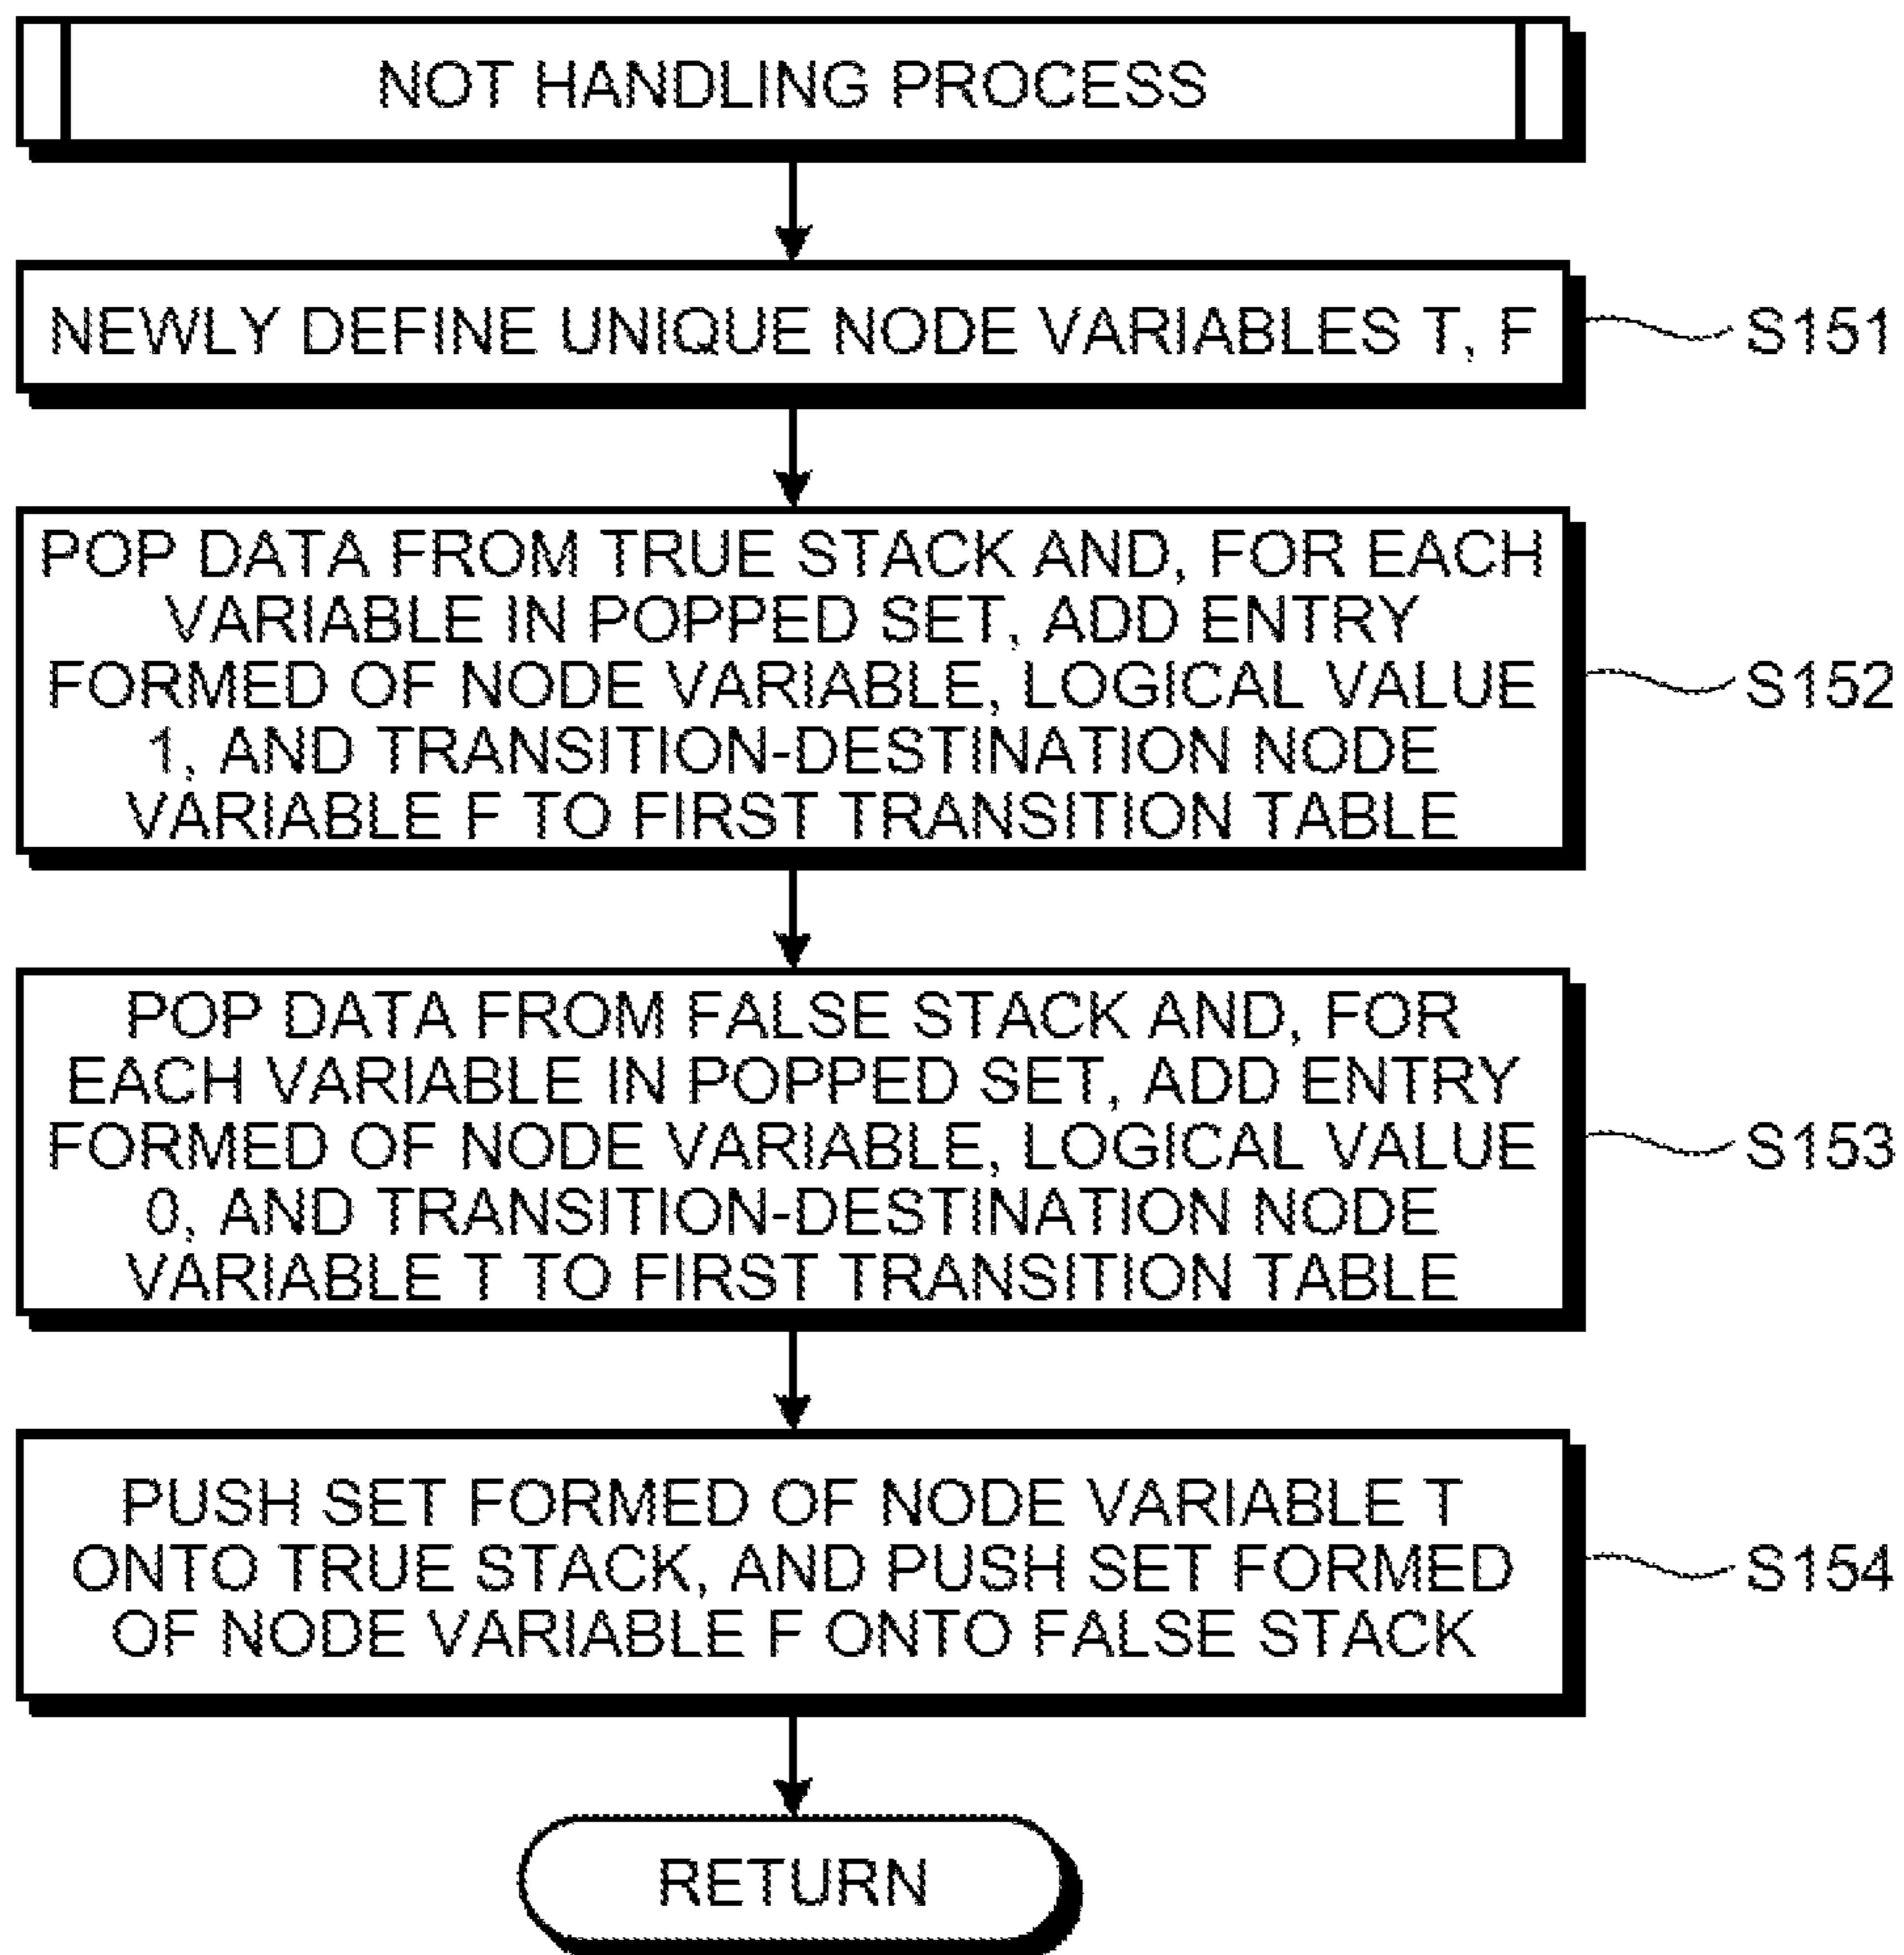 NOT HANDLING PROCESS
NEWLY DEFINE UNIQUE NODE VARIABLES T, F
S151
POP DATA FROM TRUE STACK AND, FOR EACH
VARIABLE IN POPPED SET, ADD ENTRY
FORMED OF NODE VARIABLE, LOGICAL VALUE
1, AND TRANSITION-DESTINATION NODE
VARIABLE F TO FIRST TRANSITION TABLE
S152
POP DATA FROM FALSE STACK AND, FOR
EACH VARIABLE IN POPPED SET, ADD ENTRY
FORMED OF NODE VARIABLE, LOGICAL VALUE
0, AND TRANSITION-DESTINATION NODE
VARIABLE T TO FIRST TRANSITION TABLE
S153
PUSH SET FORMED OF NODE VARIABLE T
ONTO TRUE STACK, AND PUSH SET FORMED
OF NODE VARIABLE F ONTO FALSE STACK
S154
RETURN